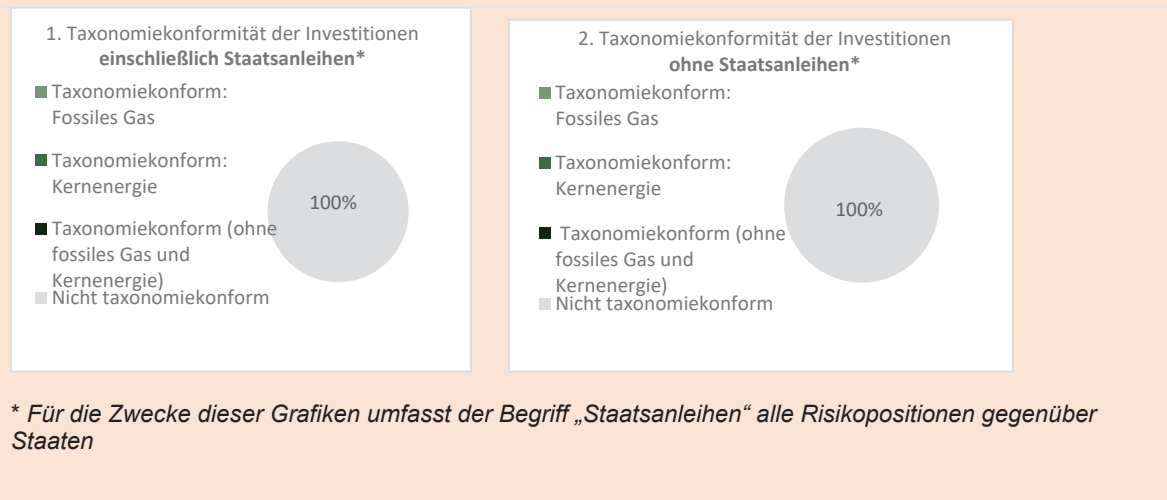 1. Taxonomiekonformität der Investitionen
einschließlich Staatsanleihen*
Taxonomiekonform:
Fossiles Gas
Taxonomiekonform:
Kernenergie
Taxonomiekonform (ohne
fossiles Gas und
Kernenergie)
Nicht taxonomiekonform
100%
2. Taxonomiekonformität der Investitionen
ohne Staatsanleihen*
Taxonomiekonform:
Fossiles Gas
Taxonomiekonform:
Kernenergie
Taxonomiekonform (ohne
fossiles Gas und
Kernenergie)
Nicht taxonomiekonform
100%
* Für die Zwecke dieser Grafiken umfasst der Begriff „Staatsanleihen“ alle Risikopositionen gegenüber
Staaten